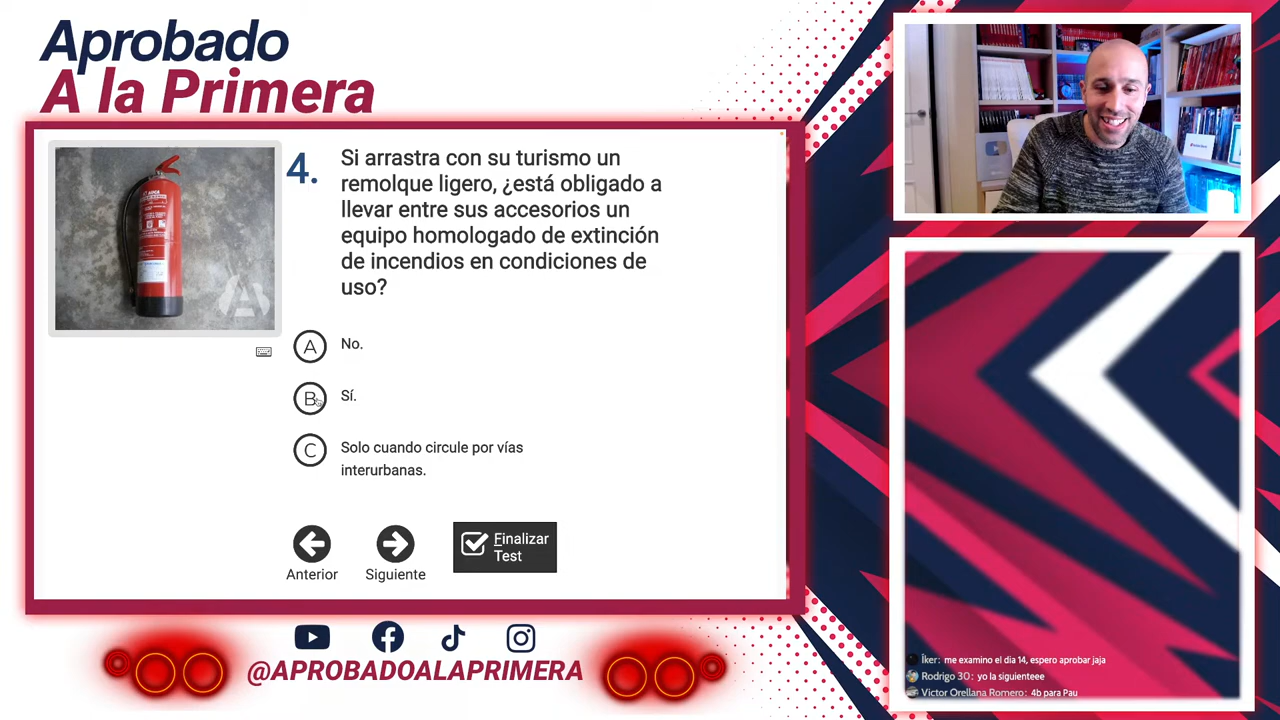 Aprobado
A la Primera
4.
Si arrastra con su turismo un
remolque ligero, ¿está obligado a
llevar entre sus accesorios un
equipo homologado de extinción
de incendios en condiciones de
uso?
A
No.
B
Sí.
C
Solo cuando circule por vías
interurbanas.
Anterior
Siguiente
Finalizar
Test
@APROBADOALAPRIMERA
Íker: me examino el dia 14, espero aprobar jaja
Rodrigo 3O: yo la siguienteee
Victor Orellana Romero: 4b para Pau